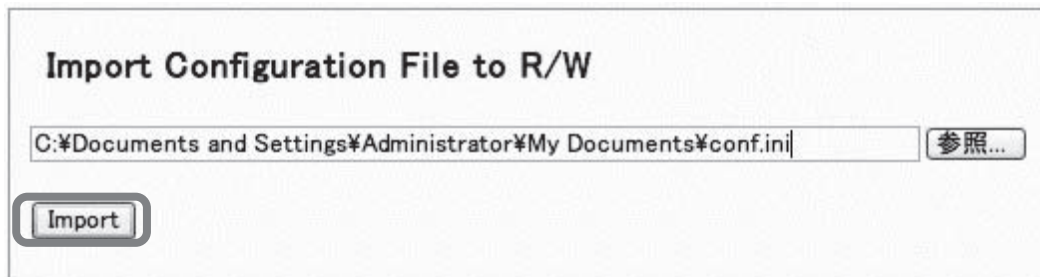 Import Configuration File to R/W
C:¥Documents and Settings¥Administrator¥My Documents¥conf.ini 参照...
Import